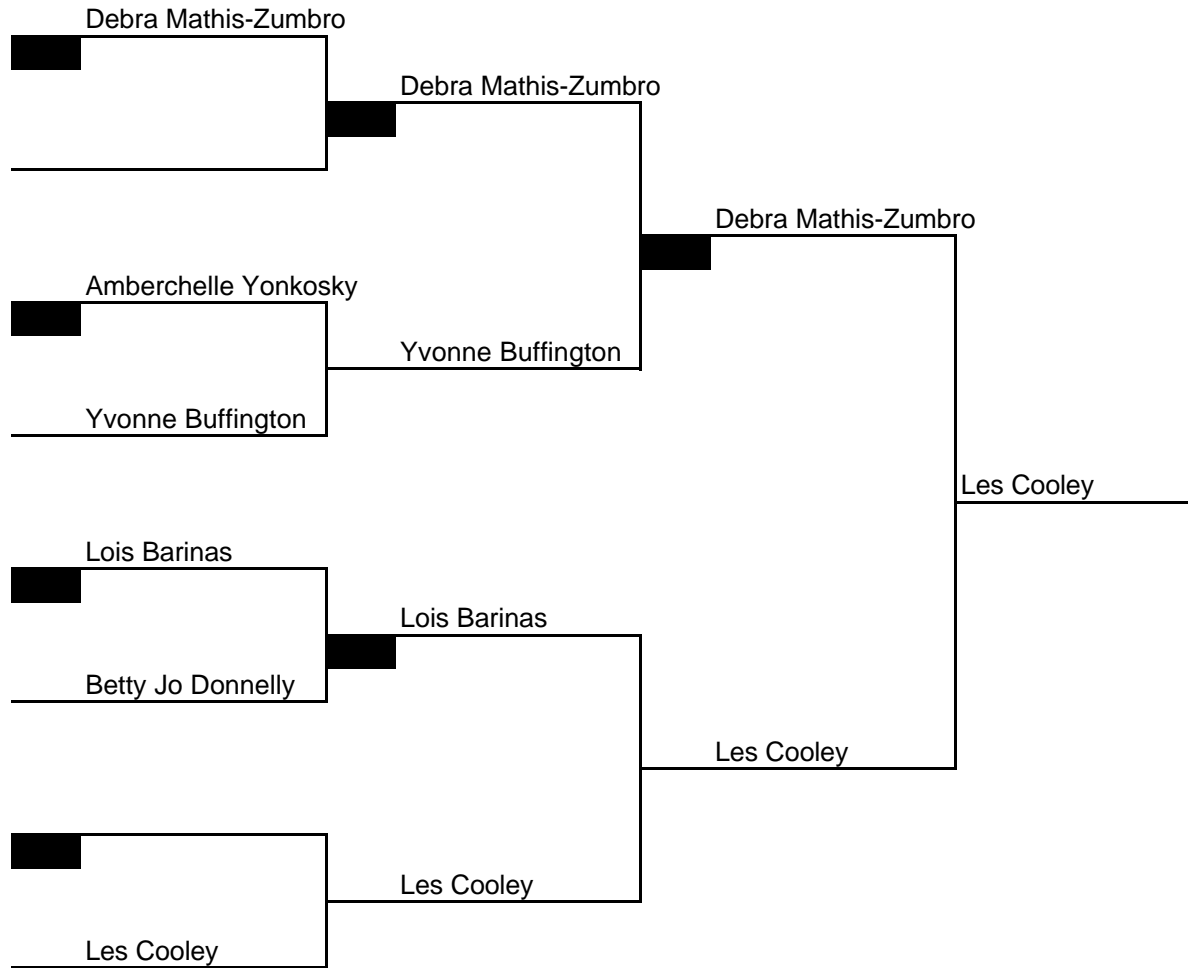 Debra Mathis-Zumbro
Debra Mathis-Zumbro
Debra Mathis-Zumbro
Amberchelle Yonkosky
Yvonne Buffington
Yvonne Buffington
Les Cooley
Lois Barinas
Lois Barinas
Betty Jo Donnelly
Les Cooley
Les Cooley
Les Cooley